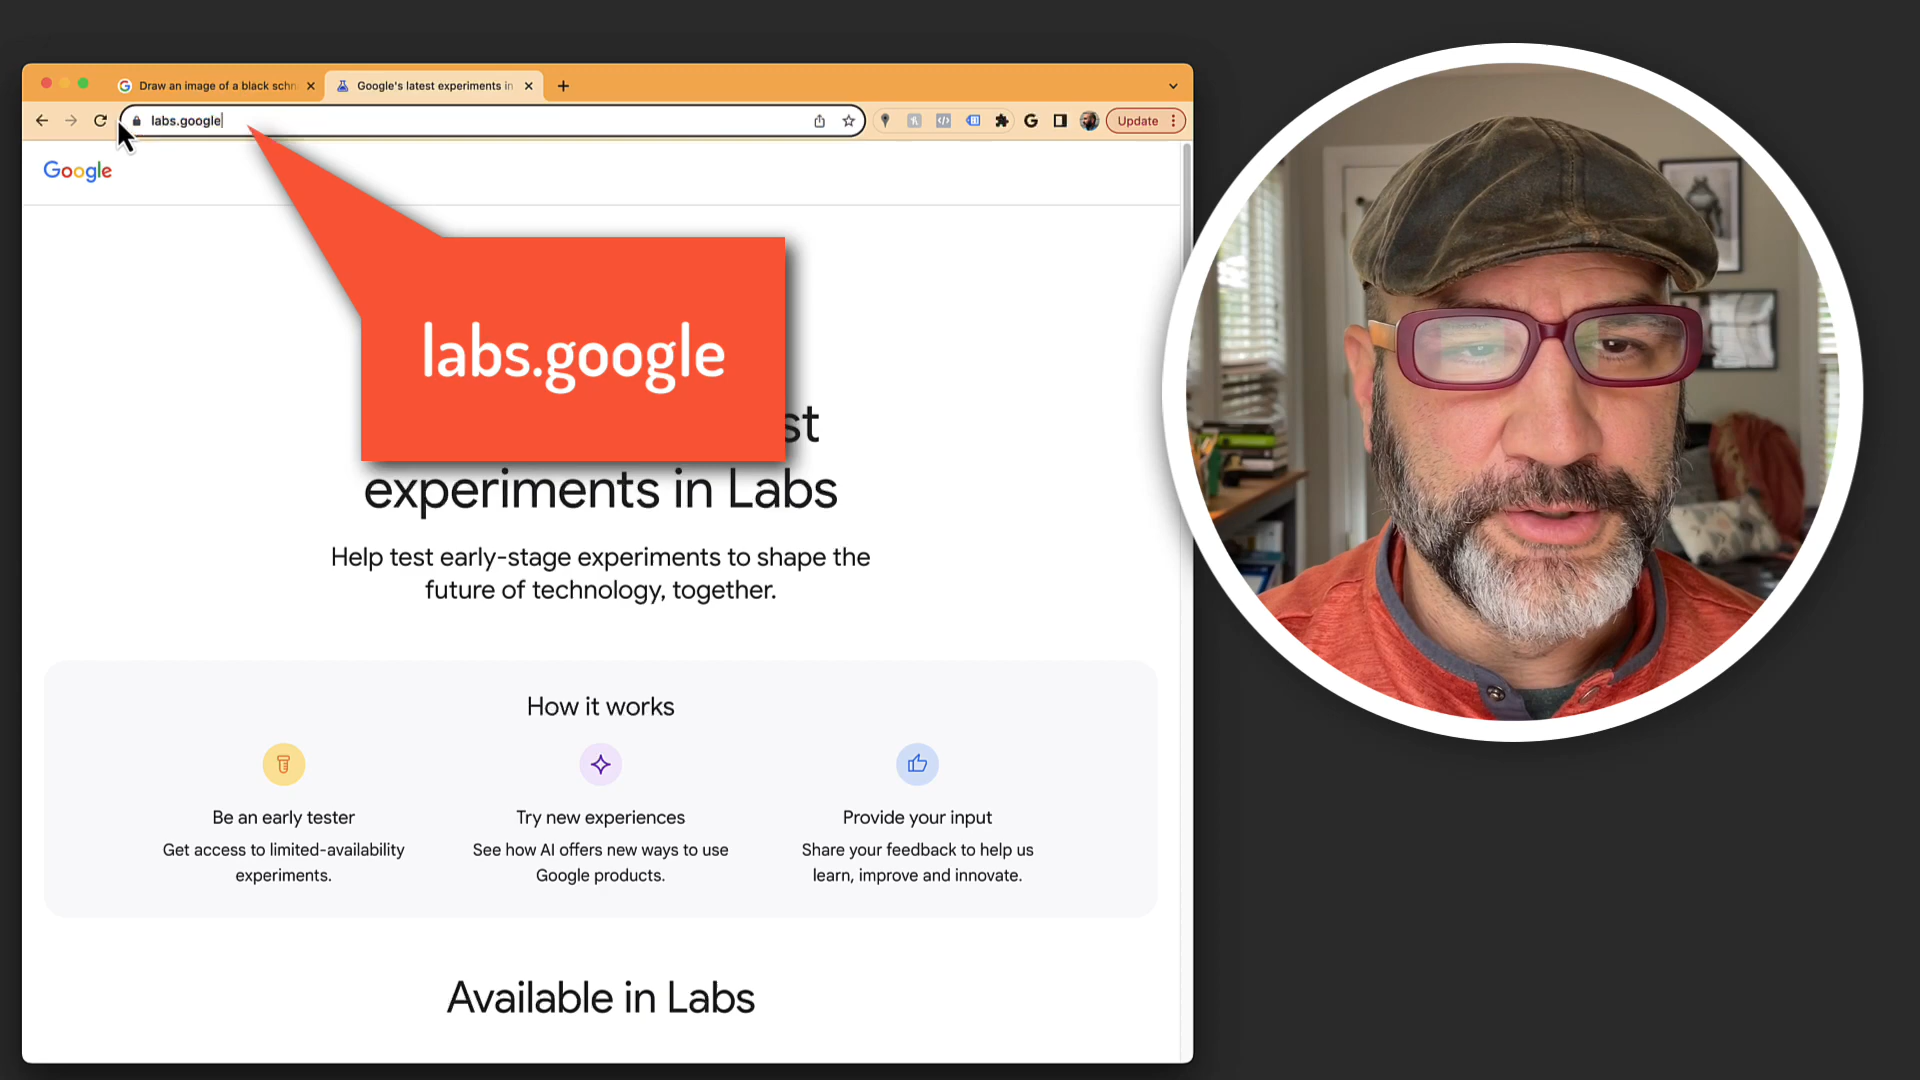 Draw an image of a black schn
Google's latest experiments in
labs.google
Update
Google
labs.google
st
experiments in Labs
Help test early-stage experiments to shape the
future of technology, together.
How it works
Be an early tester
Get access to limited-availability
experiments.
Try new experiences
See how AI offers new ways to use
Google products.
Provide your input
Share your feedback to help us
learn, improve and innovate.
Available in Labs